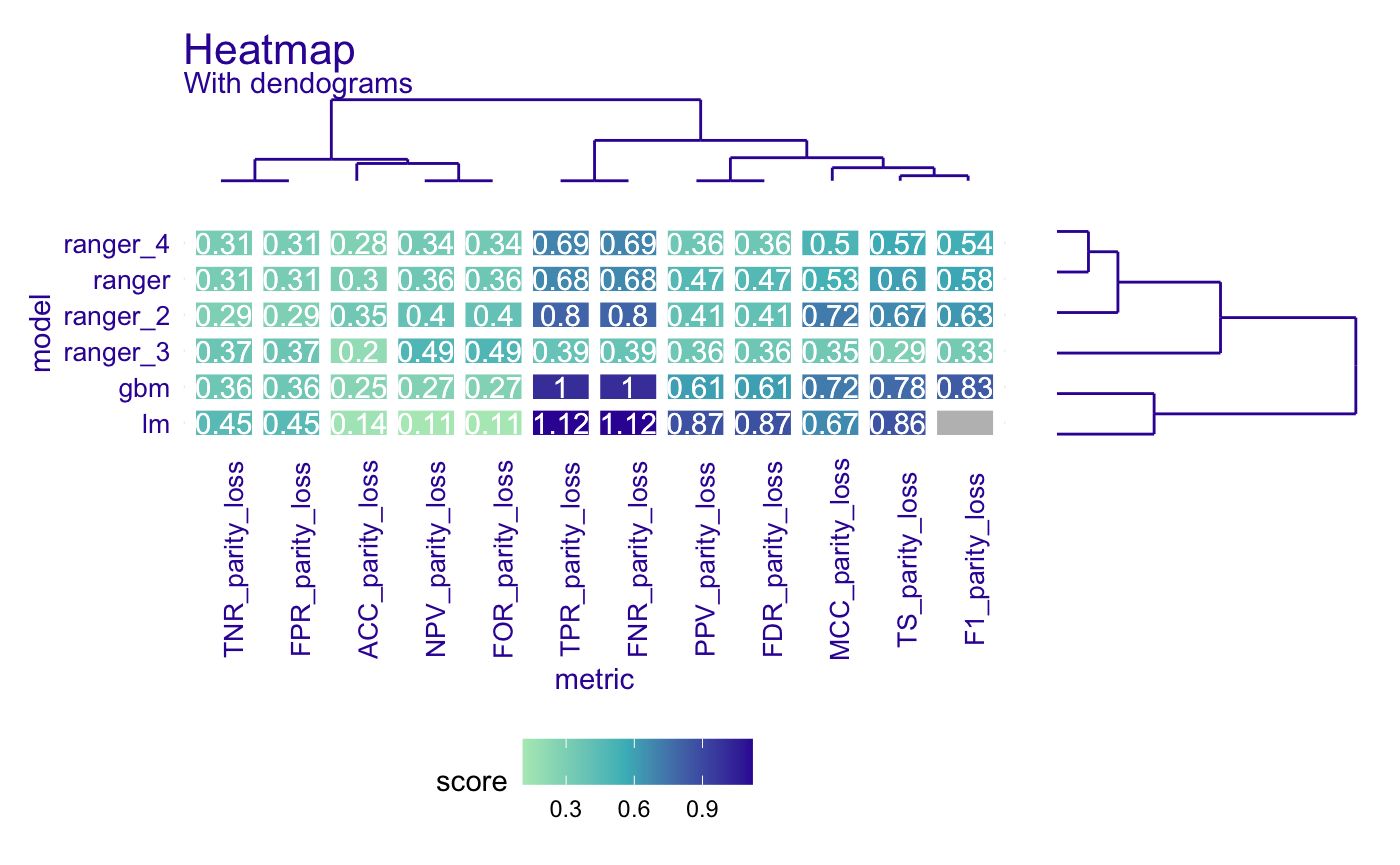 Heatmap
With dendograms
model
ranger_4 0.31 0.31 0.28 0.34 0.34 0.69 0.69 0.36 0.36 0.5 0.57 0.54
ranger 0.31 0.31 0.3 0.36 0.36 0.68 0.68 0.47 0.47 0.53 0.6 0.58
ranger_2 0.29 0.29 0.35 0.4 0.4 0.8 0.8 0.41 0.41 0.72 0.67 0.63
ranger_3 0.37 0.37 0.2 0.49 0.49 0.39 0.39 0.36 0.36 0.35 0.29 0.33
gbm 0.36 0.36 0.25 0.27 0.27 1 1 0.61 0.61 0.72 0.78 0.83
lm 0.45 0.45 0.14 0.11 0.11 1.12 1.12 0.87 0.87 0.67 0.86
TNR_parity_loss
FPR_parity_loss
ACC_parity_loss
NPV_parity_loss
FOR_parity_loss
TPR_parity_loss
FNR_parity_loss
PPV_parity_loss
FDR_parity_loss
MCC_parity_loss
TS_parity_loss
F1_parity_loss
metric
score
0.3 0.6 0.9